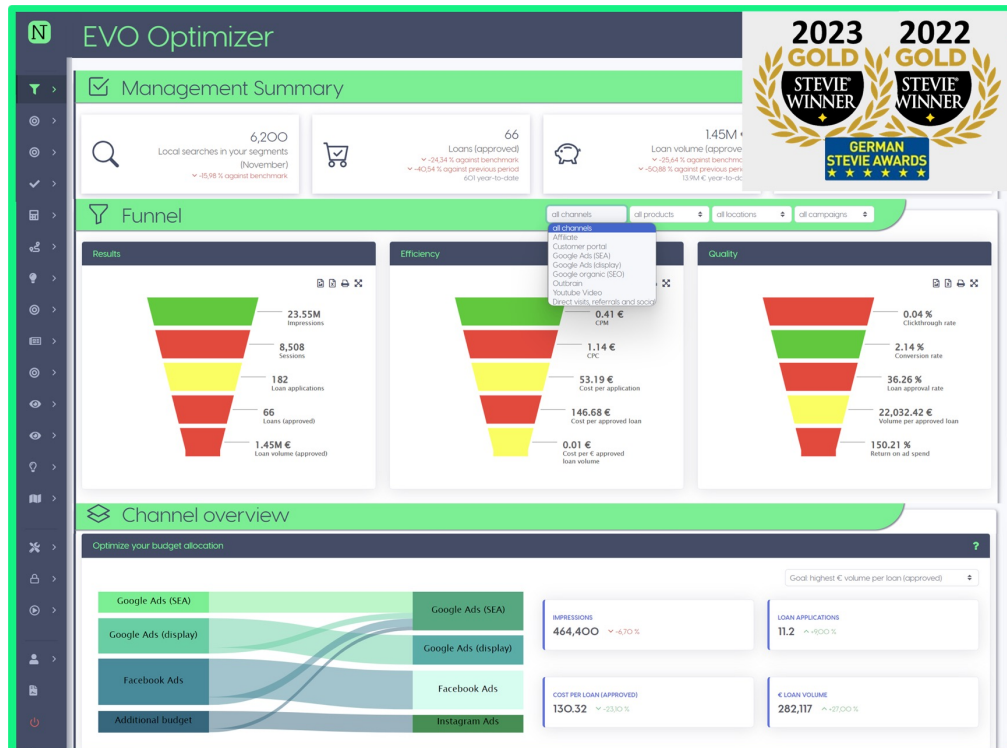 N
EVO Optimizer
2023 2022
GOLD GOLD
STEVIE® STEVIE®
WINNER WINNER
GERMAN
STEVIE AWARDS
Management Summary
6,200
Local searches in your segments
(November)
-15,98 % against benchmark
66
Loans (approved)
-24,34 % against benchmark
-40,54 % against previous period
601 year-to-date
1.45M
Loan volume (approve
-25,64 % against benchm
-50,88 % against previous perio
13.9M € year-to-da
Funnel
all channels
all products
all locations
all campaigns
all channels
Affiliate
Customer portal
Google Ads (SEA)
Google Ads (display)
Google organic (SEO)
Outbrain
Youtube Video
Direct visits, referrals and social
Results
23.55M
Impressions
8,508
Sessions
182
Loan applications
66
Loans (approved)
1.45M €
Loan volume (approved)
Efficiency
0.41 €
CPM
1.14 €
CPC
53.19 €
Cost per application
146.68 €
Cost per approved loan
0.01 €
Cost per € approved
loan volume
Quality
0.04 %
Clickthrough rate
2.14 %
Conversion rate
36.26 %
Loan approval rate
22,032.42 €
Volume per approved loan
150.21 %
Return on ad spend
Channel overview
Optimize your budget allocation
?
Goal: highest € volume per loan (approved)
Google Ads (SEA)
Google Ads (display)
Facebook Ads
Additional budget
Google Ads (SEA)
Google Ads (display)
Facebook Ads
Instagram Ads
IMPRESSIONS
464,400 -6,70 %
LOAN APPLICATIONS
11.2 +9,00 %
COST PER LOAN (APPROVED)
130.32 -23,10 %
€ LOAN VOLUME
282,117 +27,00 %